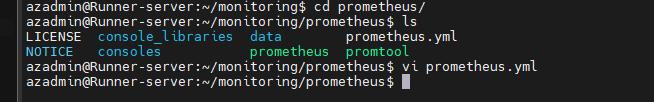 azadmin@Runner-server:~/monitoring$ cd prometheus/
azadmin@Runner-server:~/monitoring/prometheus$ ls
LICENSE console_libraries data prometheus.yml
NOTICE consoles prometheus promtool
azadmin@Runner-server:~/monitoring/prometheus$ vi prometheus.yml
azadmin@Runner-server:~/monitoring/prometheus$